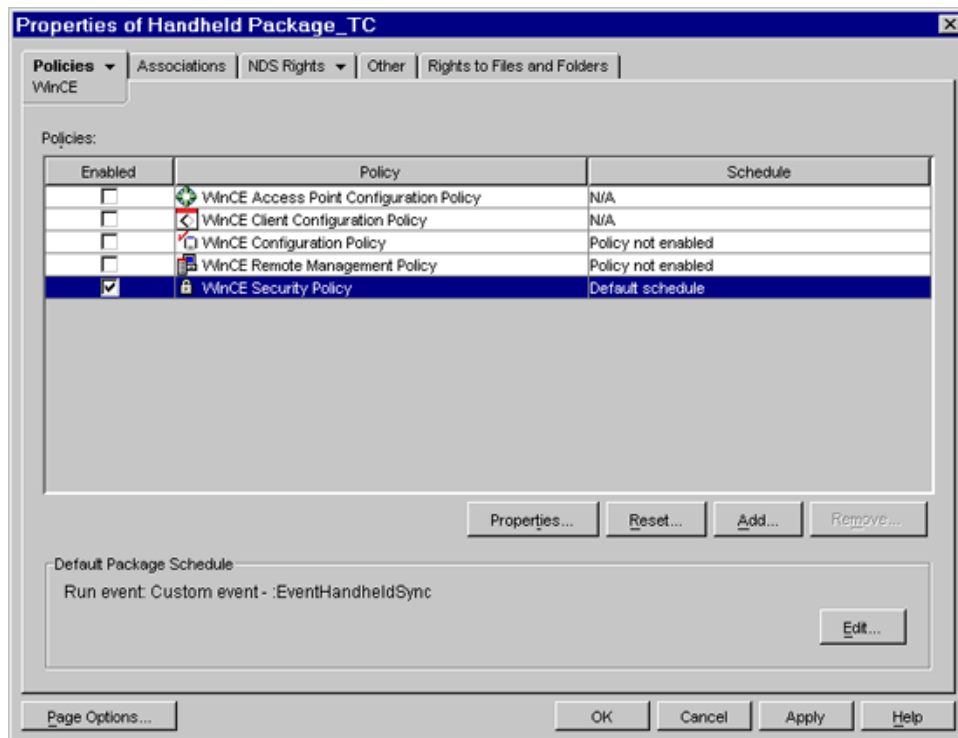 Properties of Handheld Package_TC
Policies Associations NDS Rights Other Rights to Files and Folders
WinCE
Policies:
Enabled Policy Schedule
WinCE Access Point Configuration Policy N/A
WinCE Client Configuration Policy N/A
WinCE Configuration Policy Policy not enabled
WinCE Remote Management Policy Policy not enabled
WinCE Security Policy Default schedule
Properties... Reset... Add... Remove...
Default Package Schedule
Run event: Custom event - :EventHandheldSync
Edit...
Page Options... OK Cancel Apply Help